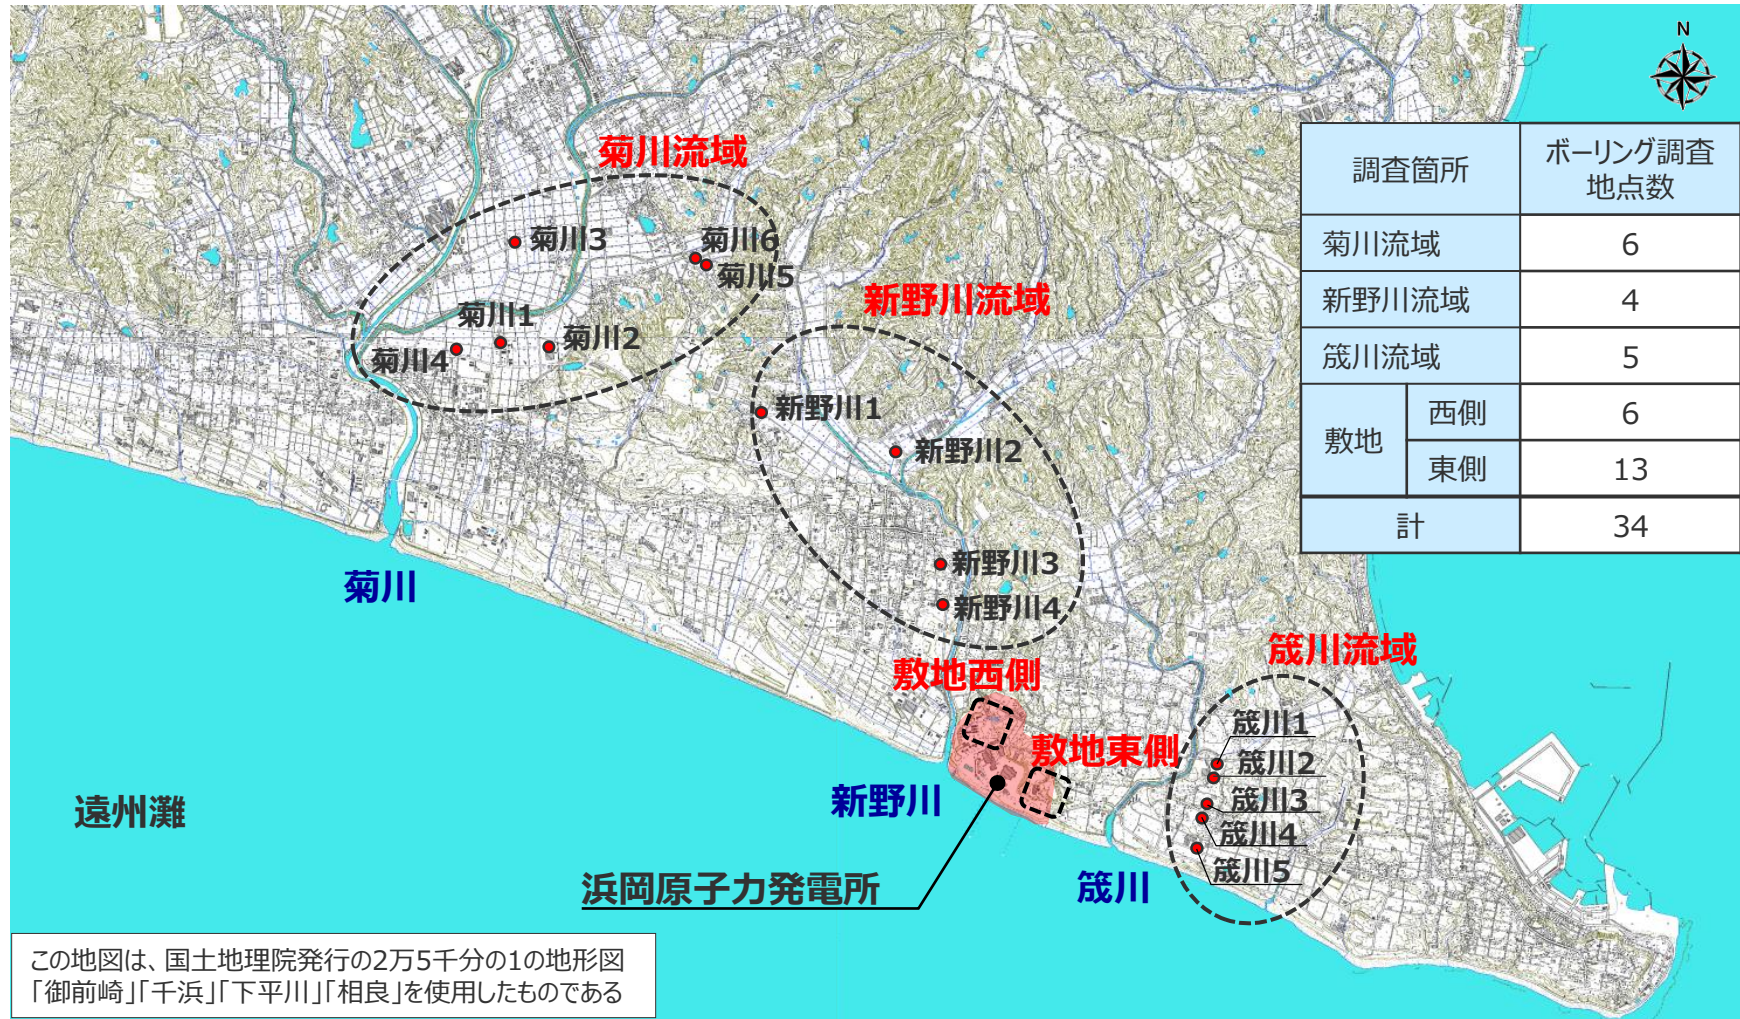 N
調査箇所
ボーリング調査
地点数
菊川流域
6
新野川流域
4
筬川流域
5
敷地
西側
6
東側
13
計
34
菊川流域
菊川3
菊川6
菊川5
菊川1
菊川2
菊川4
新野川流域
新野川1
新野川2
新野川3
新野川4
菊川
敷地西側
敷地東側
筬川流域
筬川1
筬川2
筬川3
筬川4
筬川5
新野川
筬川
遠州灘
浜岡原子力発電所
この地図は、国土地理院発行の2万5千分の1の地形図
「御前崎」「千浜」「下平川」「相良」を使用したものである